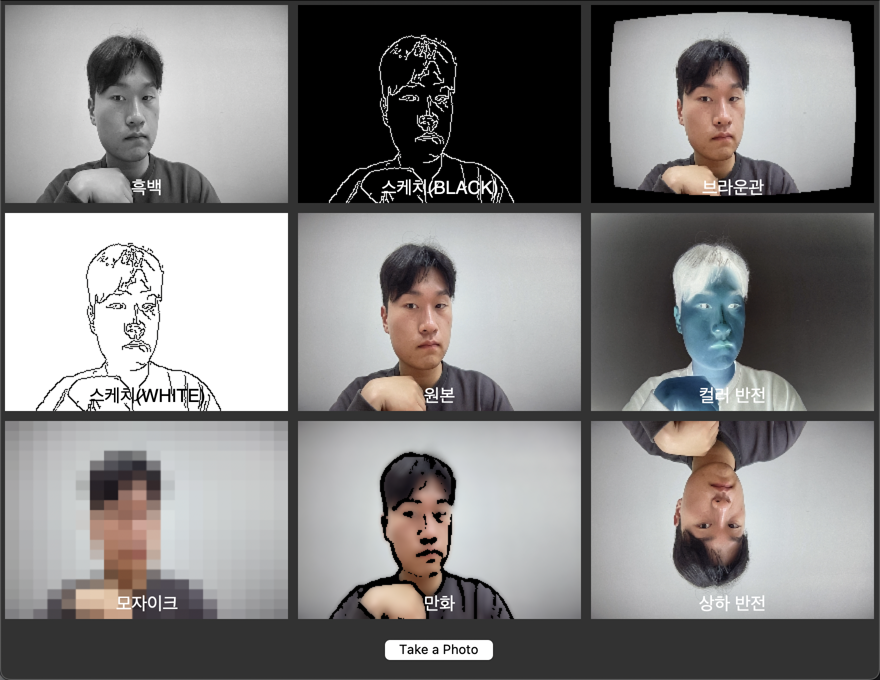 흑백
스케치(BLACK)
브라운관
스케치(WHITE)
원본
컬러 반전
모자이크
만화
상하 반전
Take a Photo